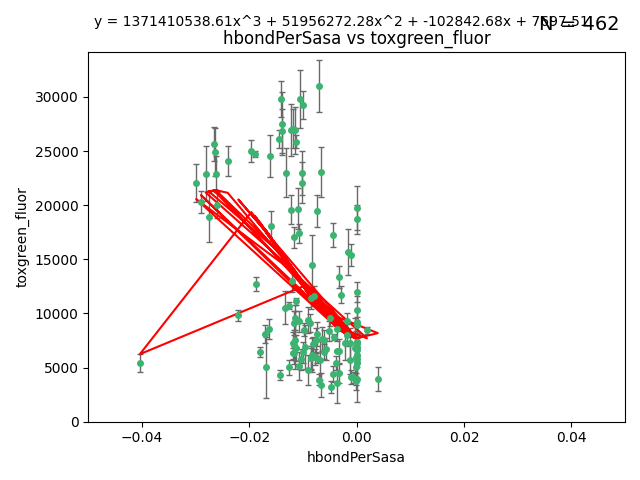 y = 1371410538.61x^3 + 51956272.28x^2 + -102842.68x + 7697.51
N = 462
hbondPerSasa vs toxgreen_fluor
30000
25000
20000
15000
10000
5000
0
toxgreen_fluor
−0.04
−0.02
0.00
0.02
0.04
hbondPerSasa